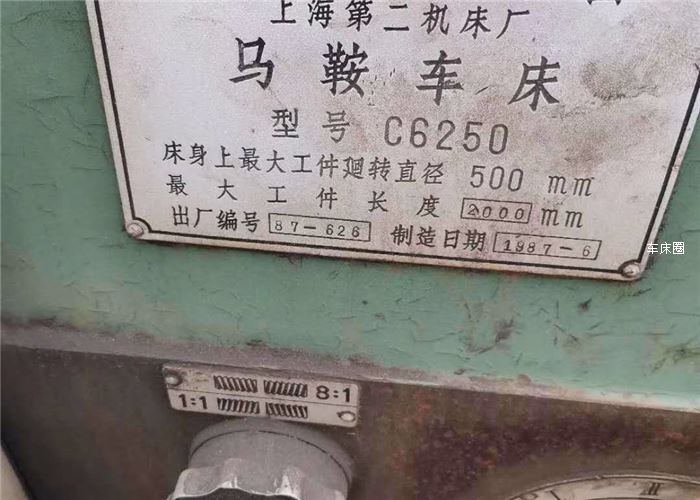 上海第二机床厂
马鞍车床
型号 C6250
床身上最大工件廻转直径 500 mm
最大工件长度 2000 mm
出厂编号 87-626 制造日期 1987-6
车床圈
8:1
1:1